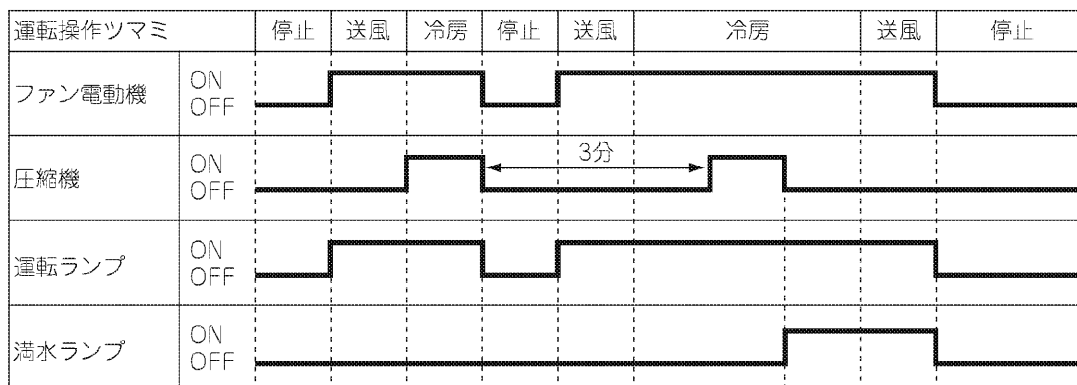 運転操作ツマミ 停止 送風 冷房 停止 送風 冷房 送風 停止
ファン電動機 ON
OFF
圧縮機 ON
OFF
3分
運転ランプ ON
OFF
満水ランプ ON
OFF